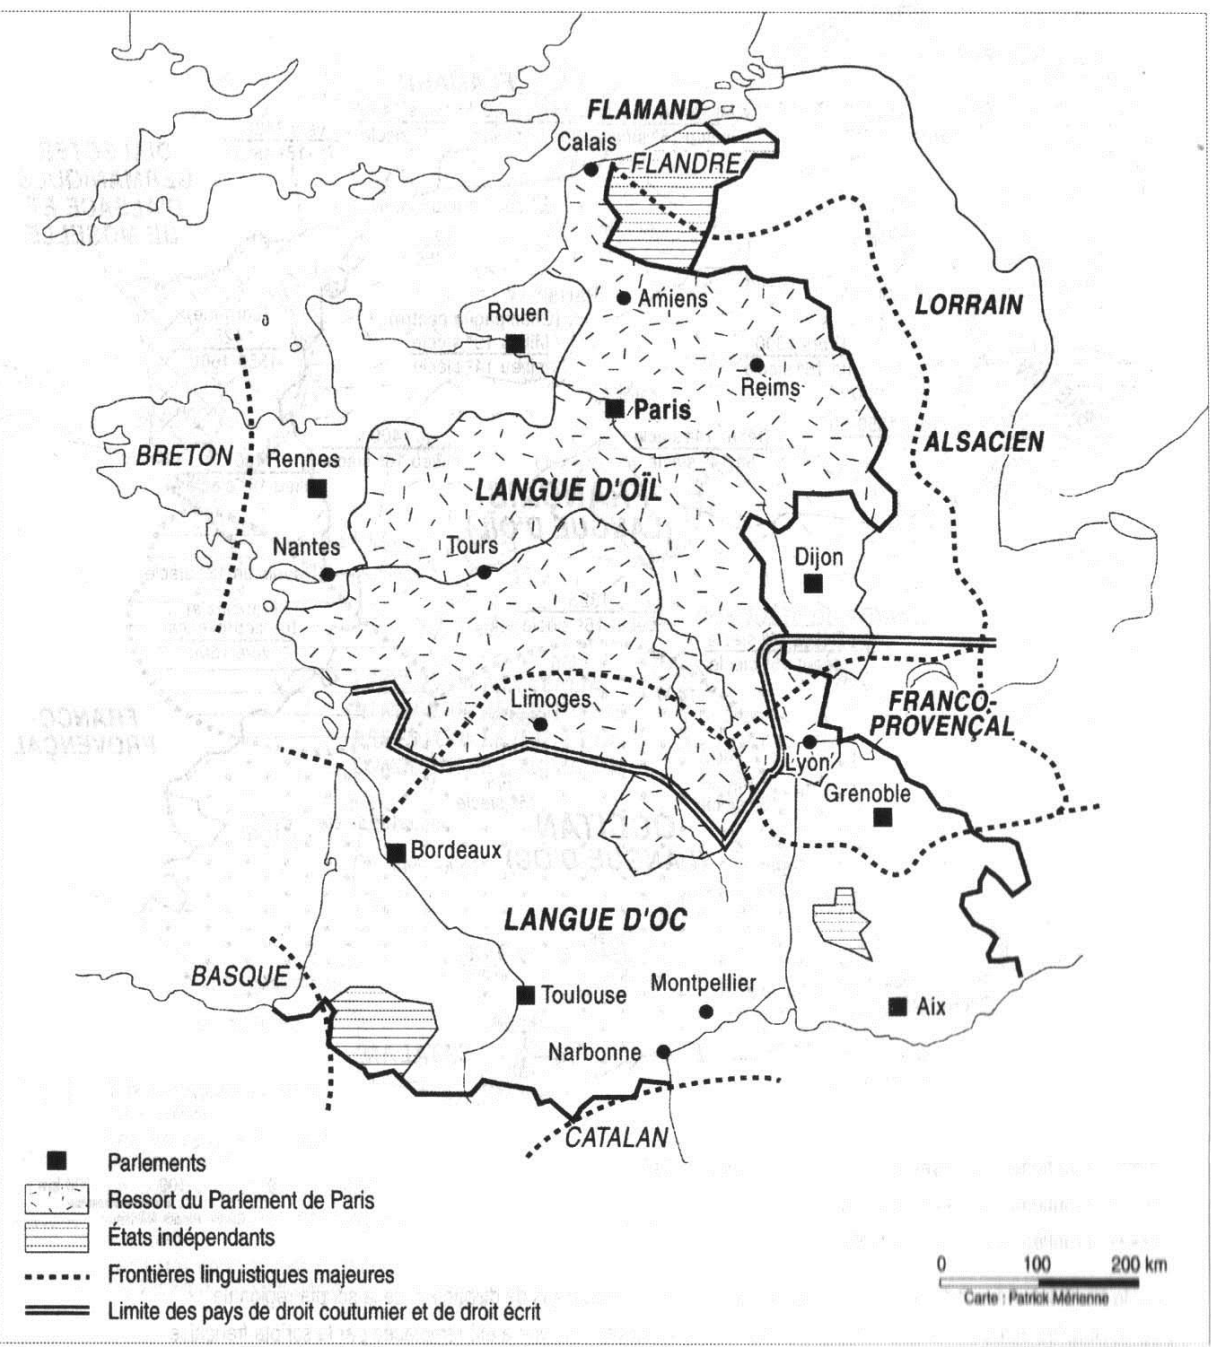 FLAMAND
Calais
FLANDRE
Amiens
Rouen
LORRAIN
Reims
Paris
ALSACIEN
BRETON
Rennes
LANGUE D'OÏL
Nantes
Tours
Dijon
Limoges
FRANCO-
PROVENÇAL
Lyon
Grenoble
Bordeaux
LANGUE D'OC
BASQUE
Montpellier
Toulouse
Aix
Narbonne
CATALAN
Parlements
Ressort du Parlement de Paris
États indépendants
Frontières linguistiques majeures
Limite des pays de droit coutumier et de droit écrit
0 100 200 km
Carte : Patrick Mérienne